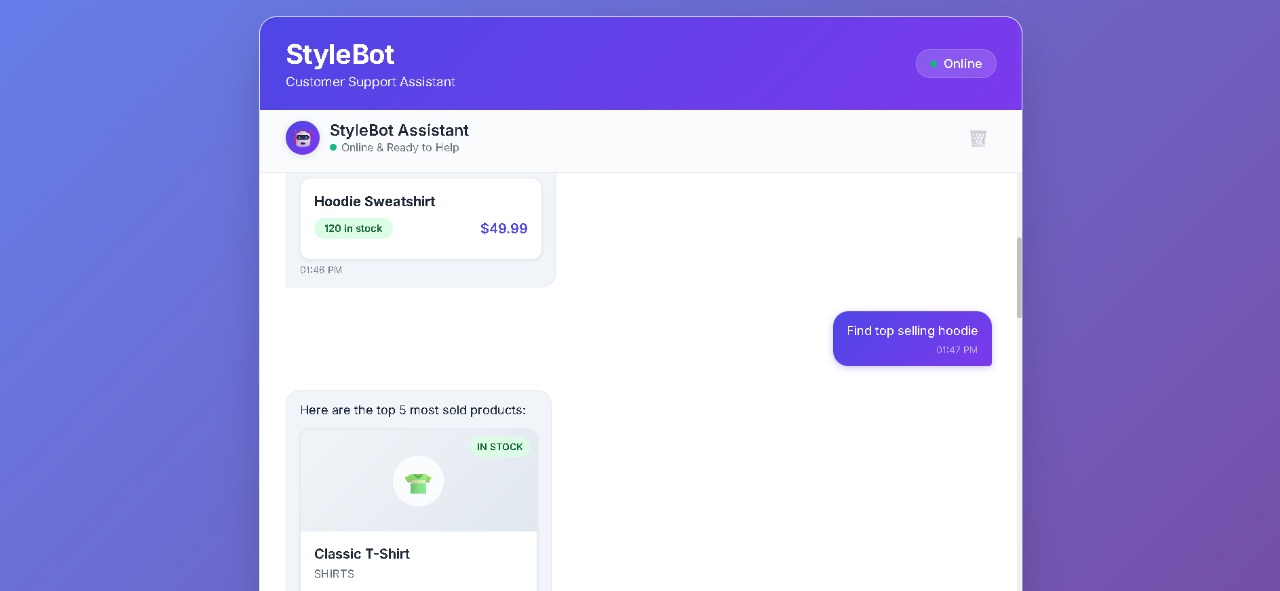 StyleBot
Customer Support Assistant
Online
StyleBot Assistant
Online & Ready to Help
Hoodie Sweatshirt
120 in stock
$49.99
01:46 PM
Find top selling hoodie
01:47 PM
Here are the top 5 most sold products:
IN STOCK
Classic T-Shirt
SHIRTS